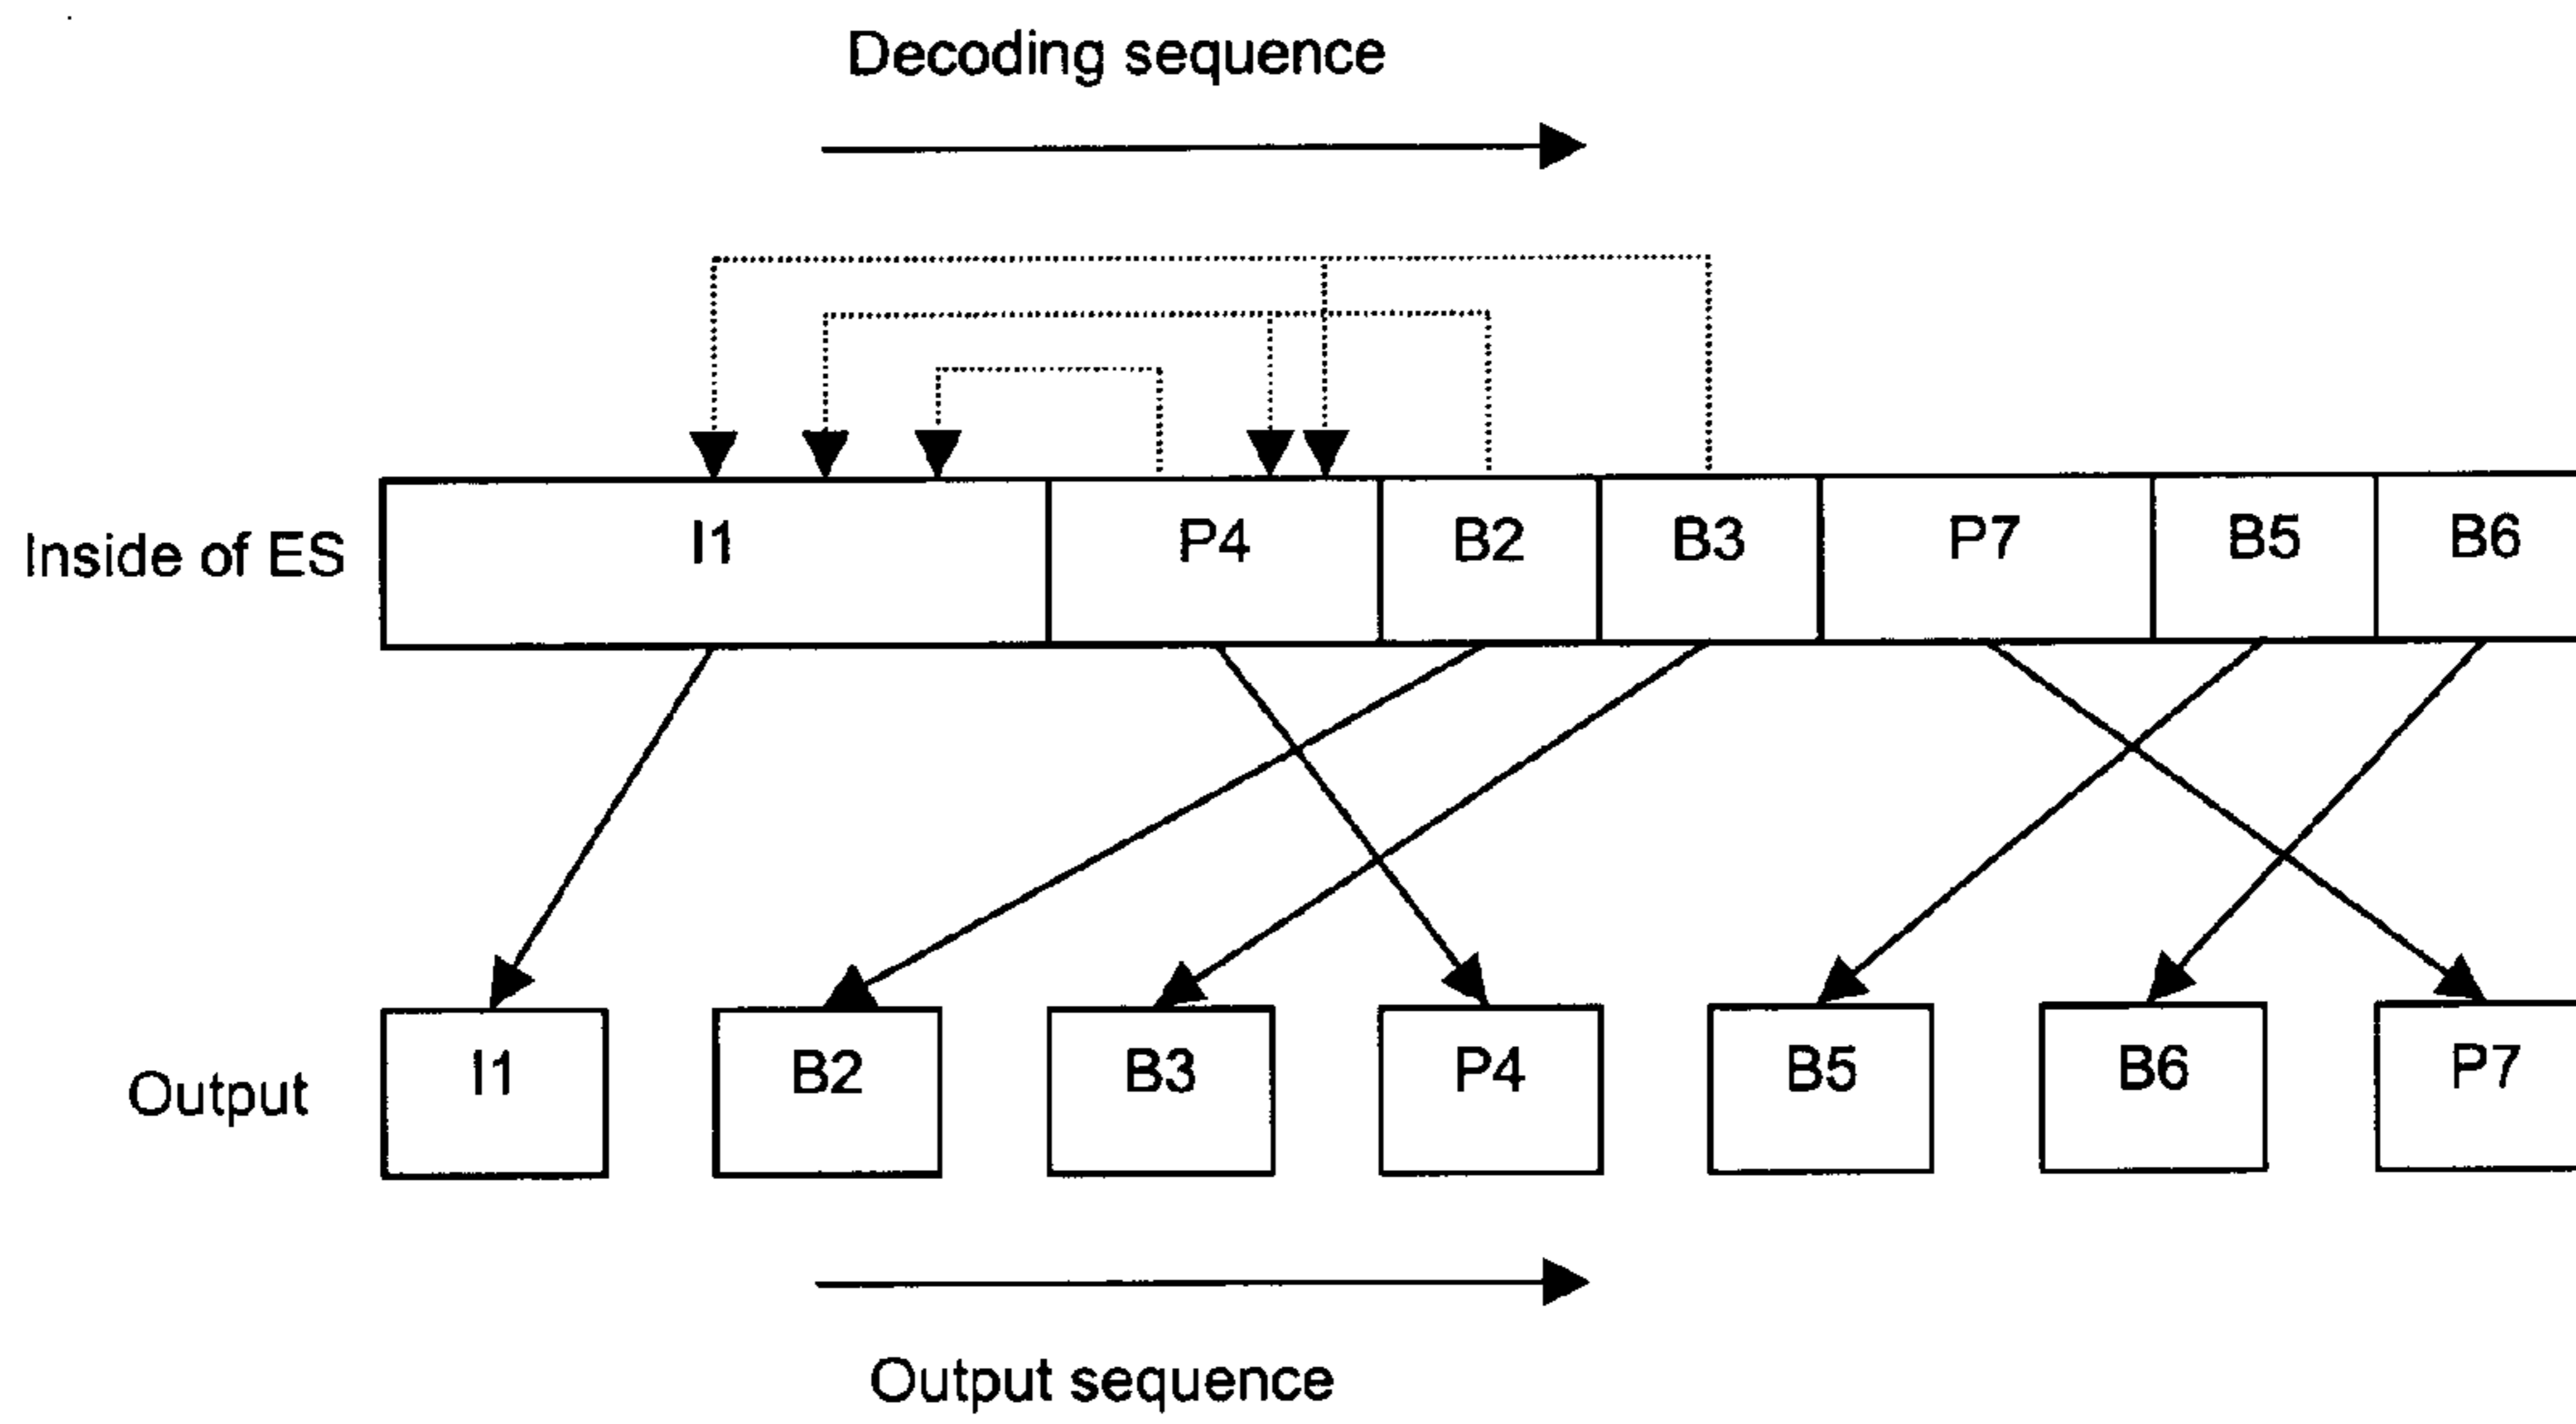 Decoding sequence
Inside of ES I1 P4 B2 B3 P7 B5 B6
Output I1 B2 B3 P4 B5 B6 P7
Output sequence